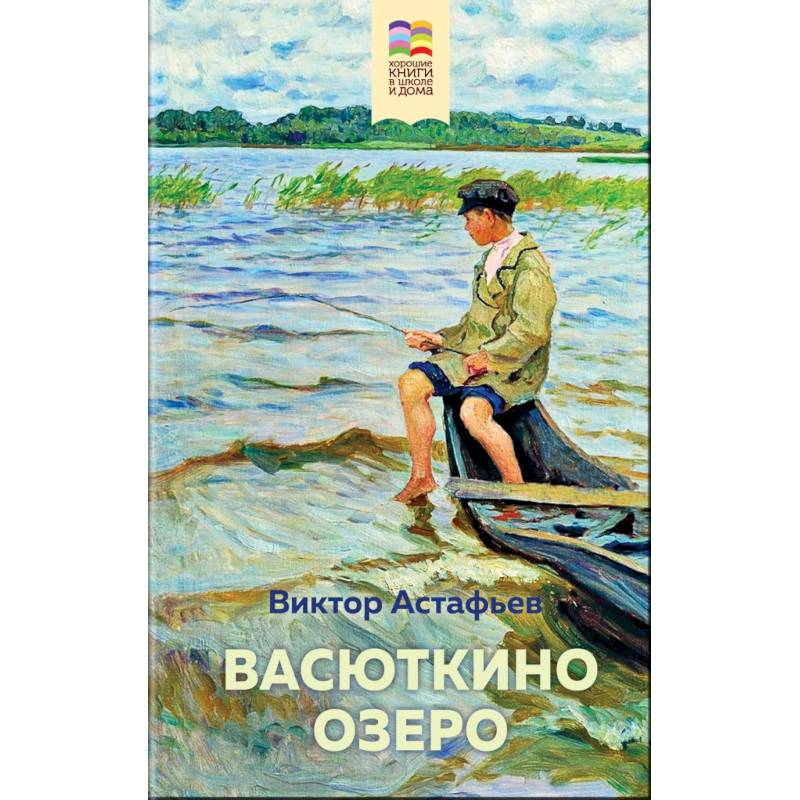 хорошие
КНИГИ
в школе
и дома
Виктор Астафьев
ВАСЮТКИНО
ОЗЕРО